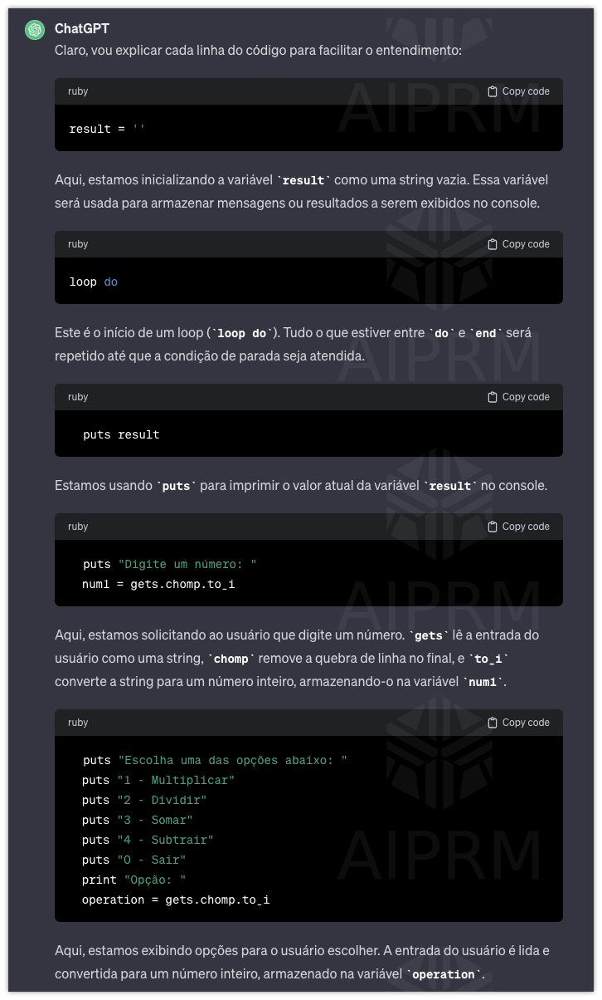 ChatGPT
Claro, vou explicar cada linha do código para facilitar o entendimento:
ruby Copy code
result = ''
Aqui, estamos inicializando a variável `result` como uma string vazia. Essa variável
será usada para armazenar mensagens ou resultados a serem exibidos no console.
ruby Copy code
loop do
Este é o início de um loop (`loop do`). Tudo o que estiver entre `do` e `end` será
repetido até que a condição de parada seja atendida.
ruby Copy code
puts result
Estamos usando `puts` para imprimir o valor atual da variável `result` no console.
ruby Copy code
puts "Digite um número: "
num1 = gets.chomp.to_i
Aqui, estamos solicitando ao usuário que digite um número. `gets` lê a entrada do
usuário como uma string, `chomp` remove a quebra de linha no final, e `to_i`
converte a string para um número inteiro, armazenando-o na variável `num1`.
ruby Copy code
puts "Escolha uma das opções abaixo: "
puts "1 - Multiplicar"
puts "2 - Dividir"
puts "3 - Somar"
puts "4 - Subtrair"
puts "0 - Sair"
print "Opção: "
operation = gets.chomp.to_i
Aqui, estamos exibindo opções para o usuário escolher. A entrada do usuário é lida e
convertida para um número inteiro, armazenado na variável `operation`.
AIPRM
AIPRM
AIPRM
AIPRM